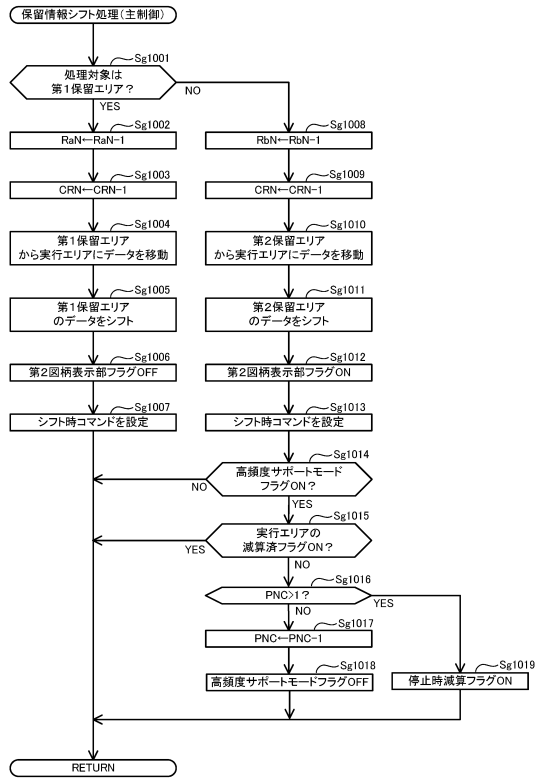 保留情報シフト処理(主制御)
Sg1001
処理対象は
第1保留エリア?
YES
NO
Sg1002
RaN←RaN-1
Sg1003
CRN←CRN-1
Sg1004
第1保留エリア
から実行エリアにデータを移動
Sg1005
第1保留エリア
のデータをシフト
Sg1006
第2図柄表示部フラグOFF
Sg1007
シフト時コマンドを設定
Sg1008
RbN←RbN-1
Sg1009
CRN←CRN-1
Sg1010
第2保留エリア
から実行エリアにデータを移動
Sg1011
第2保留エリア
のデータをシフト
Sg1012
第2図柄表示部フラグON
Sg1013
シフト時コマンドを設定
Sg1014
高頻度サポートモード
フラグON?
NO
YES
Sg1015
実行エリアの
減算済フラグON?
YES
NO
Sg1016
PNC>1?
NO
YES
Sg1017
PNC←PNC-1
Sg1018
高頻度サポートモードフラグOFF
Sg1019
停止時減算フラグON
RETURN